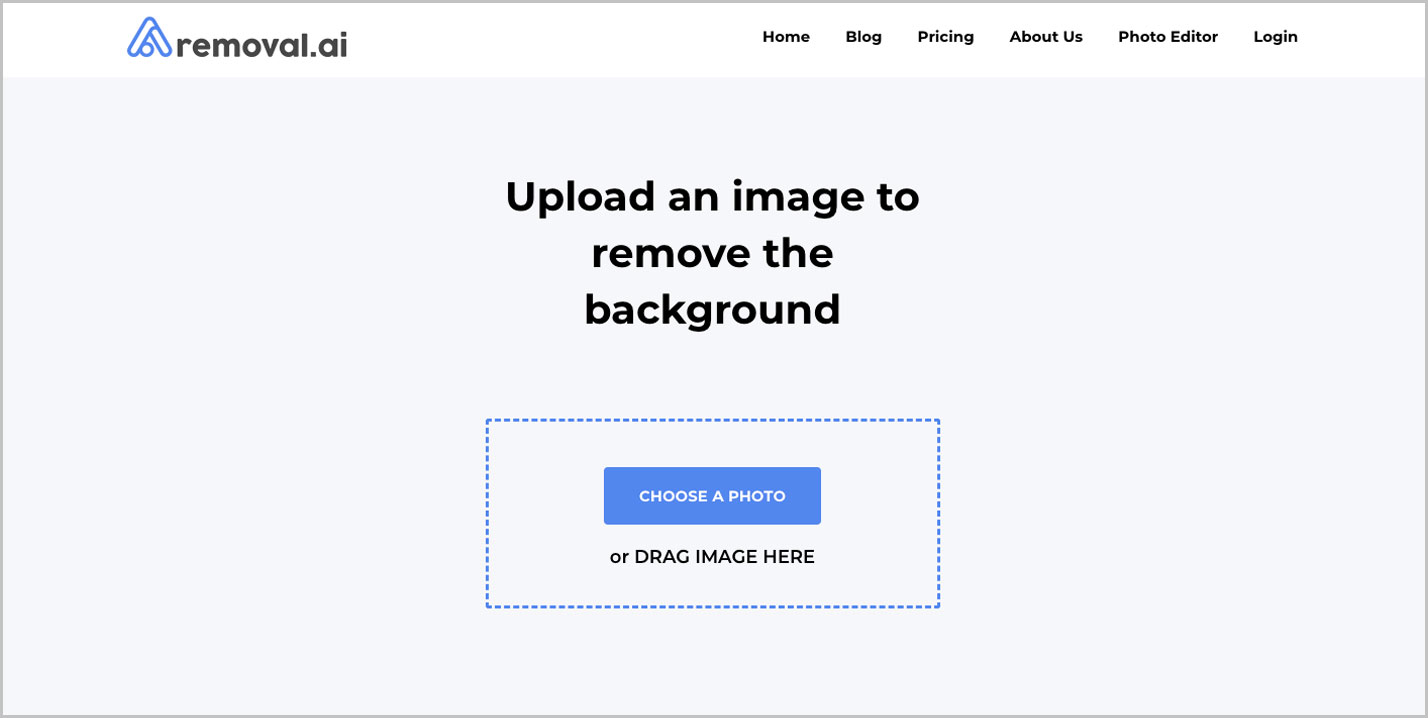 removal.ai
Home Blog Pricing About Us Photo Editor Login
Upload an image to
remove the
background
CHOOSE A PHOTO
or DRAG IMAGE HERE